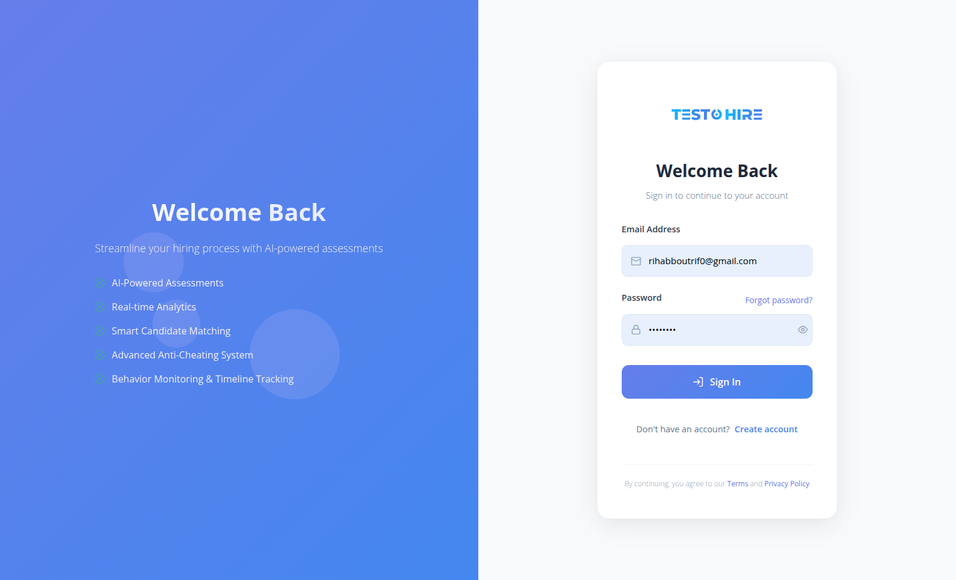 Welcome Back
Streamline your hiring process with AI-powered assessments
AI-Powered Assessments
Real-time Analytics
Smart Candidate Matching
Advanced Anti-Cheating System
Behavior Monitoring & Timeline Tracking
TESTOHIRE
Welcome Back
Sign in to continue to your account
Email Address
rihabboutrif0@gmail.com
Password Forgot password?
••••••••
Sign In
Don't have an account? Create account
By continuing, you agree to our Terms and Privacy Policy